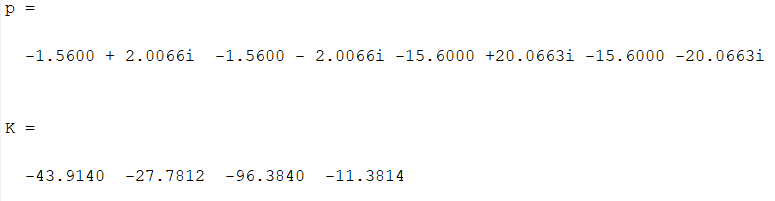 p =
-1.5600 + 2.0066i  -1.5600 - 2.0066i -15.6000 +20.0663i -15.6000 -20.0663i
K =
-43.9140  -27.7812  -96.3840  -11.3814